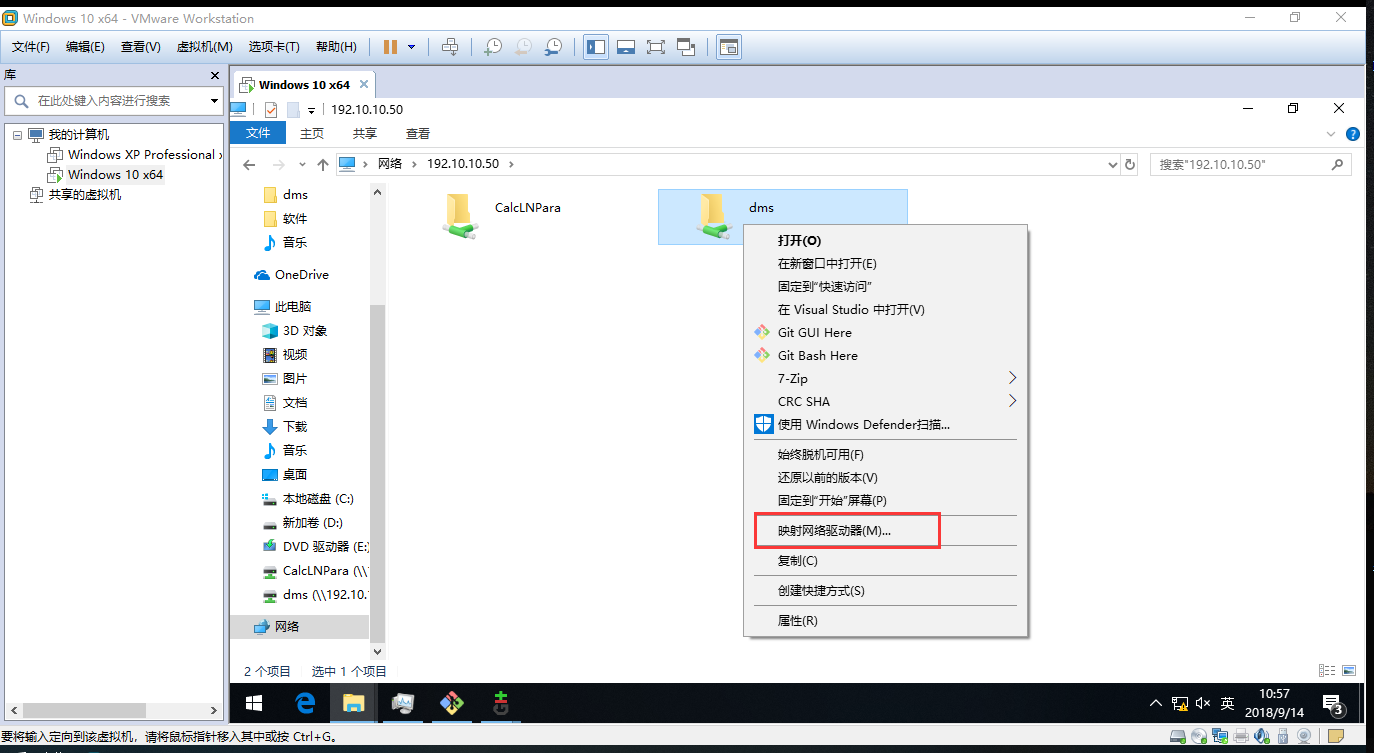 Windows 10 x64 - VMware Workstation
文件(F) 编辑(E) 查看(V) 虚拟机(M) 选项卡(T) 帮助(H)
库
在此处键入内容进行搜索
我的计算机
Windows XP Professional
Windows 10 x64
共享的虚拟机
Windows 10 x64
192.10.10.50
文件 主页 共享 查看
网络 192.10.10.50
搜索"192.10.10.50"
dms
软件
音乐
OneDrive
此电脑
3D 对象
视频
图片
文档
下载
音乐
桌面
本地磁盘 (C:)
新加卷 (D:)
DVD 驱动器 (E:)
CalcLNPara (\\
dms (\\192.10.
网络
CalcLNPara
dms
打开(O)
在新窗口中打开(E)
固定到"快速访问"
在 Visual Studio 中打开(V)
Git GUI Here
Git Bash Here
7-Zip
CRC SHA
使用 Windows Defender扫描...
始终脱机可用(F)
还原以前的版本(V)
固定到"开始"屏幕(P)
映射网络驱动器(M)...
复制(C)
创建快捷方式(S)
属性(R)
2 个项目 选中 1 个项目
英
10:57
2018/9/14
3
要将输入定向到该虚拟机，请将鼠标指针移入其中或按 Ctrl+G。